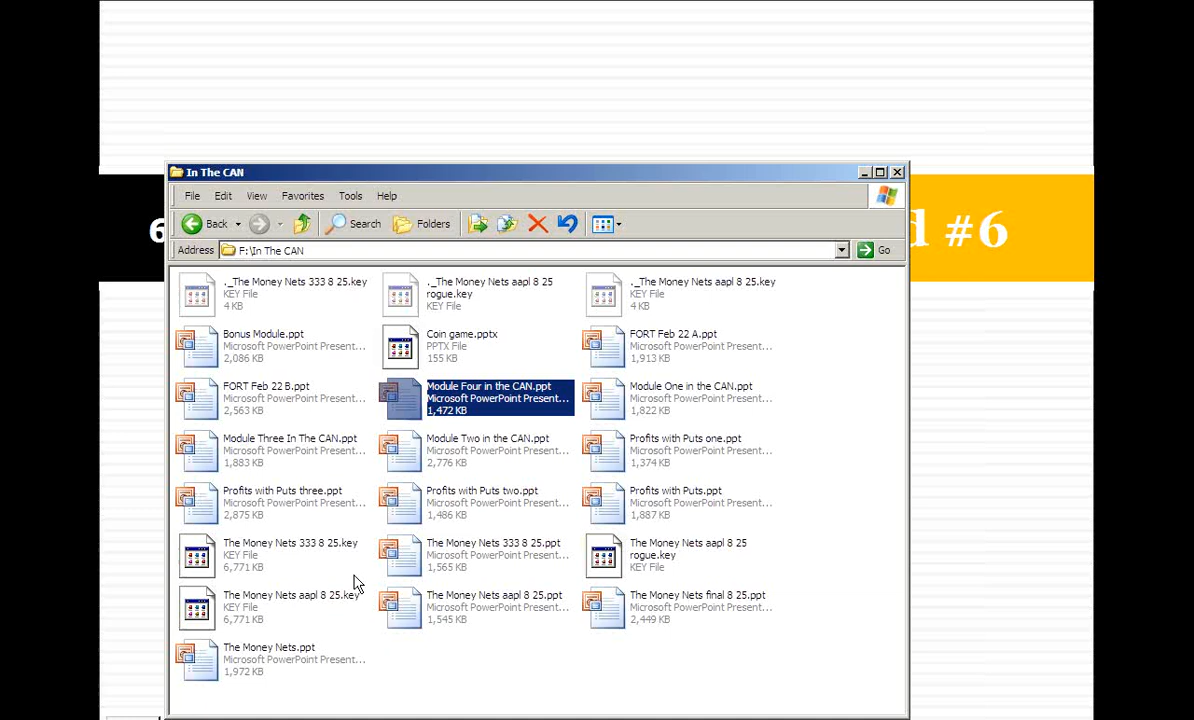 6
d #6
In The CAN
File Edit View Favorites Tools Help
Back Search Folders
Address F:\In The CAN Go
._The Money Nets 333 8 25.key
KEY File
4 KB
._The Money Nets aapl 8 25
rogue.key
KEY File
._The Money Nets aapl 8 25.key
KEY File
4 KB
Bonus Module.ppt
Microsoft PowerPoint Present...
2,086 KB
Coin game.pptx
PPTX File
155 KB
FORT Feb 22 A.ppt
Microsoft PowerPoint Present...
1,913 KB
FORT Feb 22 B.ppt
Microsoft PowerPoint Present...
2,563 KB
Module Four in the CAN.ppt
Microsoft PowerPoint Present...
1,472 KB
Module One in the CAN.ppt
Microsoft PowerPoint Present...
1,822 KB
Module Three In The CAN.ppt
Microsoft PowerPoint Present...
1,883 KB
Module Two in the CAN.ppt
Microsoft PowerPoint Present...
2,776 KB
Profits with Puts one.ppt
Microsoft PowerPoint Present...
1,374 KB
Profits with Puts three.ppt
Microsoft PowerPoint Present...
2,875 KB
Profits with Puts two.ppt
Microsoft PowerPoint Present...
1,486 KB
Profits with Puts.ppt
Microsoft PowerPoint Present...
1,887 KB
The Money Nets 333 8 25.key
KEY File
6,771 KB
The Money Nets 333 8 25.ppt
Microsoft PowerPoint Present...
1,565 KB
The Money Nets aapl 8 25
rogue.key
KEY File
The Money Nets aapl 8 25.key
KEY File
6,771 KB
The Money Nets aapl 8 25.ppt
Microsoft PowerPoint Present...
1,545 KB
The Money Nets final 8 25.ppt
Microsoft PowerPoint Present...
2,449 KB
The Money Nets.ppt
Microsoft PowerPoint Present...
1,972 KB